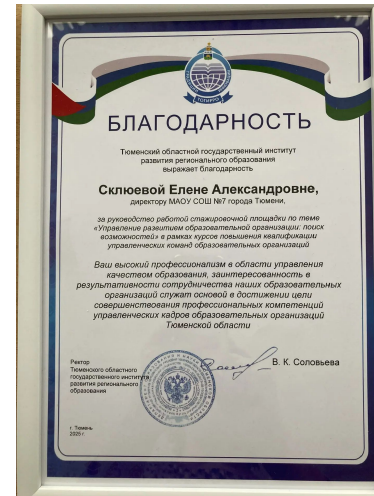 ТОГИРРО
БЛАГОДАРНОСТЬ
Тюменский областной государственный институт
развития регионального образования
выражает благодарность
Склюевой Елене Александровне,
директору МАОУ СОШ №7 города Тюмени,
за руководство работой стажировочной площадки по теме
«Управление развитием образовательной организации: поиск
возможностей» в рамках курсов повышения квалификации
управленческих команд образовательных организаций
Ваш высокий профессионализм в области управления
качеством образования, заинтересованность в
результативности сотрудничества наших образовательных
организаций служат основой в достижении цели
совершенствования профессиональных компетенций
управленческих кадров образовательных организаций
Тюменской области
Ректор
Тюменского областного
государственного института
развития регионального
образования
В. К. Соловьева
г. Тюмень
2025 г.